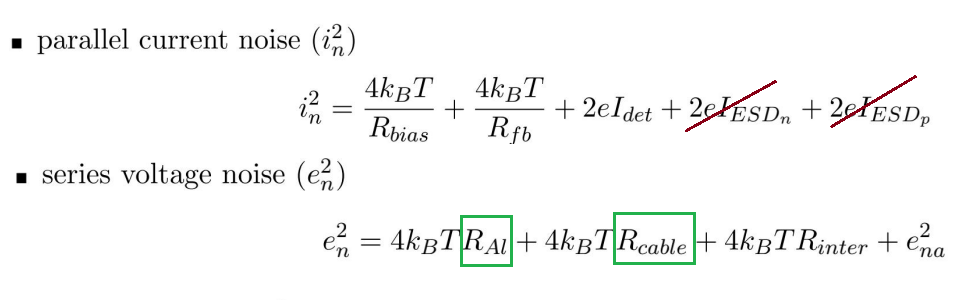 ▪ parallel current noise (i_n^2)
i_n^2 = 4k_BT/R_bias + 4k_BT/R_fb + 2eI_det + 2eI_ESD_n + 2eI_ESD_p
▪ series voltage noise (e_n^2)
e_n^2 = 4k_BTR_Al + 4k_BTR_cable + 4k_BTR_inter + e_na^2